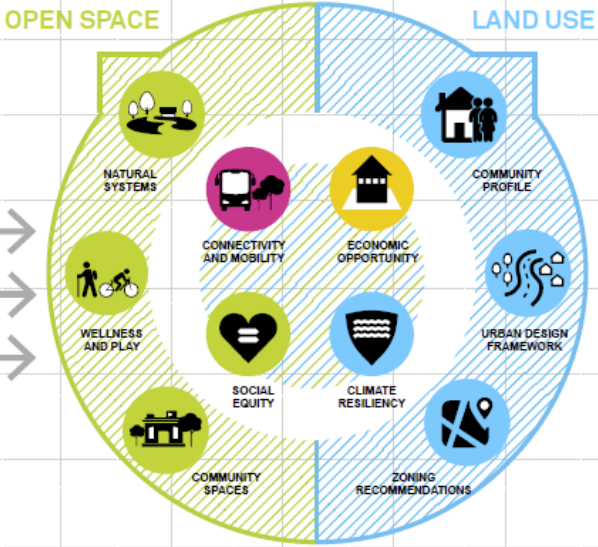 OPEN SPACE
LAND USE
NATURAL
SYSTEMS
COMMUNITY
PROFILE
CONNECTIVITY
AND MOBILITY
ECONOMIC
OPPORTUNITY
WELLNESS
AND PLAY
URBAN DESIGN
FRAMEWORK
SOCIAL
EQUITY
CLIMATE
RESILIENCY
COMMUNITY
SPACES
ZONING
RECOMMENDATIONS